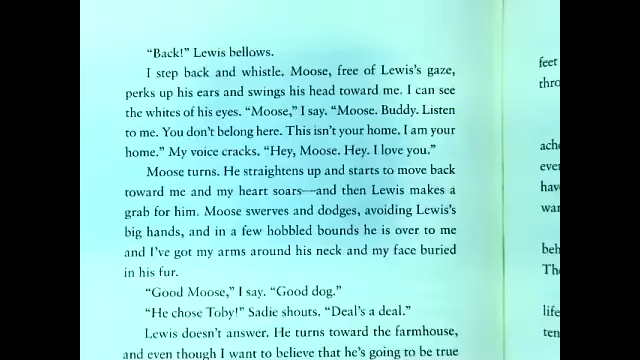 "Back!" Lewis bellows.
I step back and whistle. Moose, free of Lewis's gaze,
perks up his ears and swings his head toward me. I can see
the whites of his eyes. "Moose," I say. "Moose. Buddy. Listen
to me. You don't belong here. This isn't your home. I am your
home." My voice cracks. "Hey, Moose. Hey. I love you."
Moose turns. He straightens up and starts to move back
toward me and my heart soars—and then Lewis makes a
grab for him. Moose swerves and dodges, avoiding Lewis's
big hands, and in a few hobbled bounds he is over to me
and I've got my arms around his neck and my face buried
in his fur.
"Good Moose," I say. "Good dog."
"He chose Toby!" Sadie shouts. "Deal's a deal."
Lewis doesn't answer. He turns toward the farmhouse,
and even though I want to believe that he's going to be true
feet
thro
ach
ever
hav
wan
beh
The
life
ten